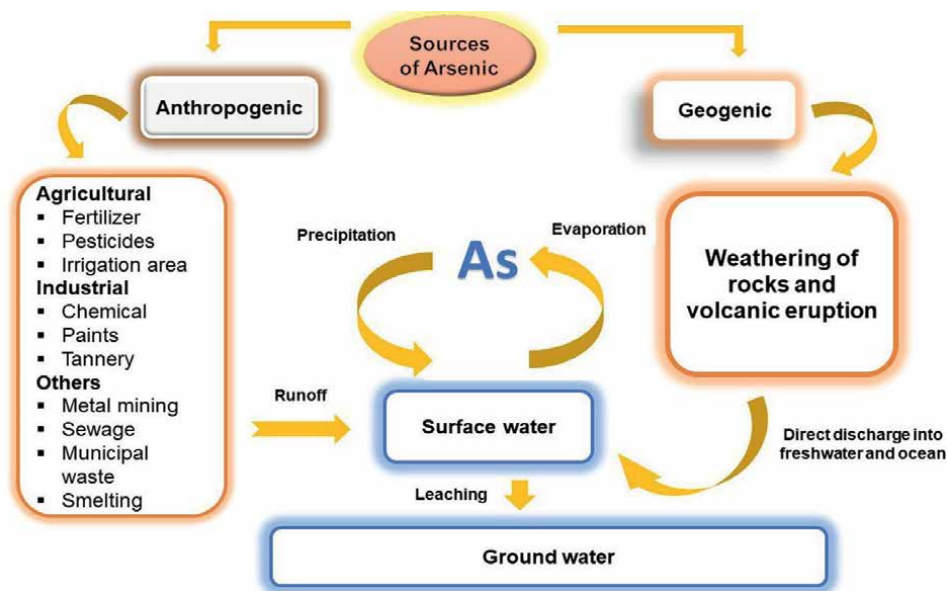 Sources
of Arsenic
Anthropogenic
Geogenic
Agricultural
▪ Fertilizer
▪ Pesticides
▪ Irrigation area
Industrial
▪ Chemical
▪ Paints
▪ Tannery
Others
▪ Metal mining
▪ Sewage
▪ Municipal
waste
▪ Smelting
Precipitation
As
Evaporation
Weathering of
rocks and
volcanic eruption
Runoff
Surface water
Direct discharge into
freshwater and ocean
Leaching
Ground water